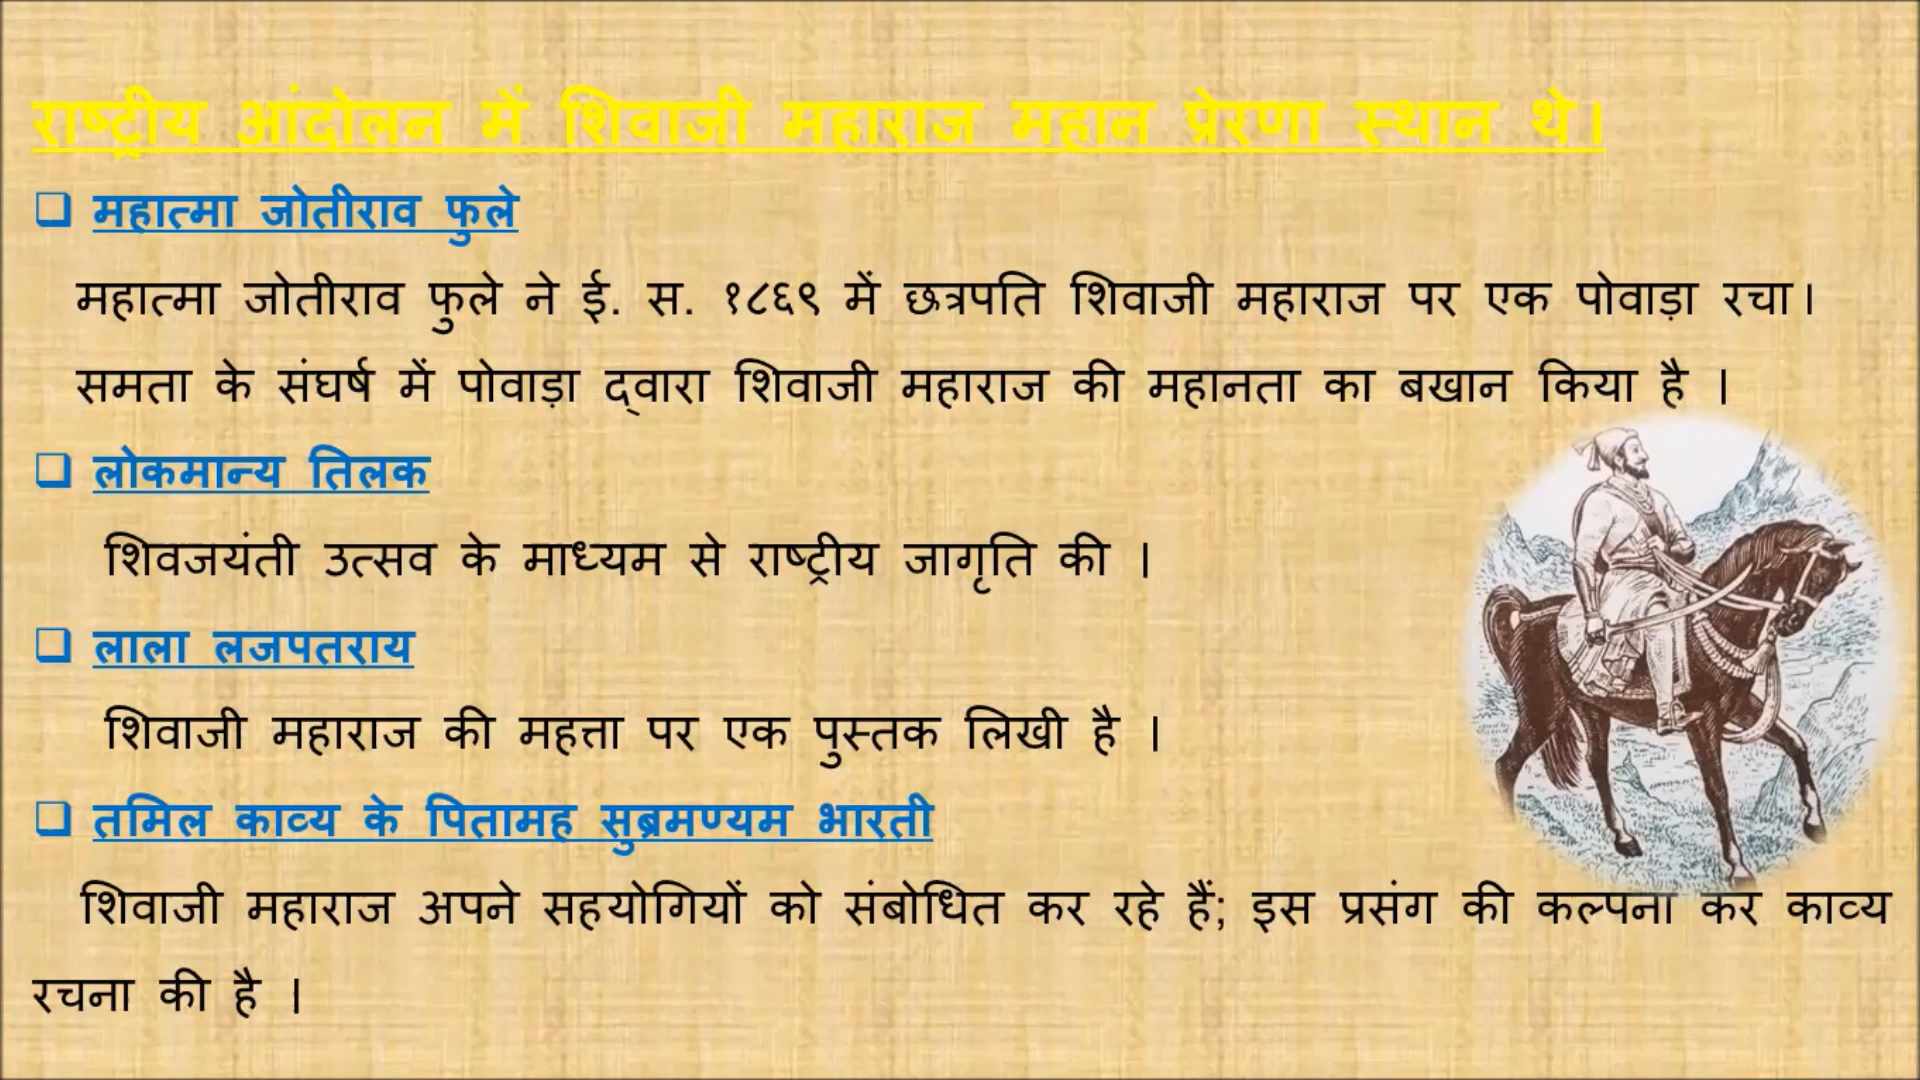 राष्ट्रीय आंदोलन में शिवाजी महाराज महान प्रेरणा स्थान थे।
महात्मा जोतीराव फुले
महात्मा जोतीराव फुले ने ई. स. १८६९ में छत्रपति शिवाजी महाराज पर एक पोवाड़ा रचा।
समता के संघर्ष में पोवाड़ा द्वारा शिवाजी महाराज की महानता का बखान किया है ।
लोकमान्य तिलक
शिवजयंती उत्सव के माध्यम से राष्ट्रीय जागृति की ।
लाला लजपतराय
शिवाजी महाराज की महत्ता पर एक पुस्तक लिखी है ।
तमिल काव्य के पितामह सुब्रमण्यम भारती
शिवाजी महाराज अपने सहयोगियों को संबोधित कर रहे हैं; इस प्रसंग की कल्पना कर काव्य
रचना की है ।